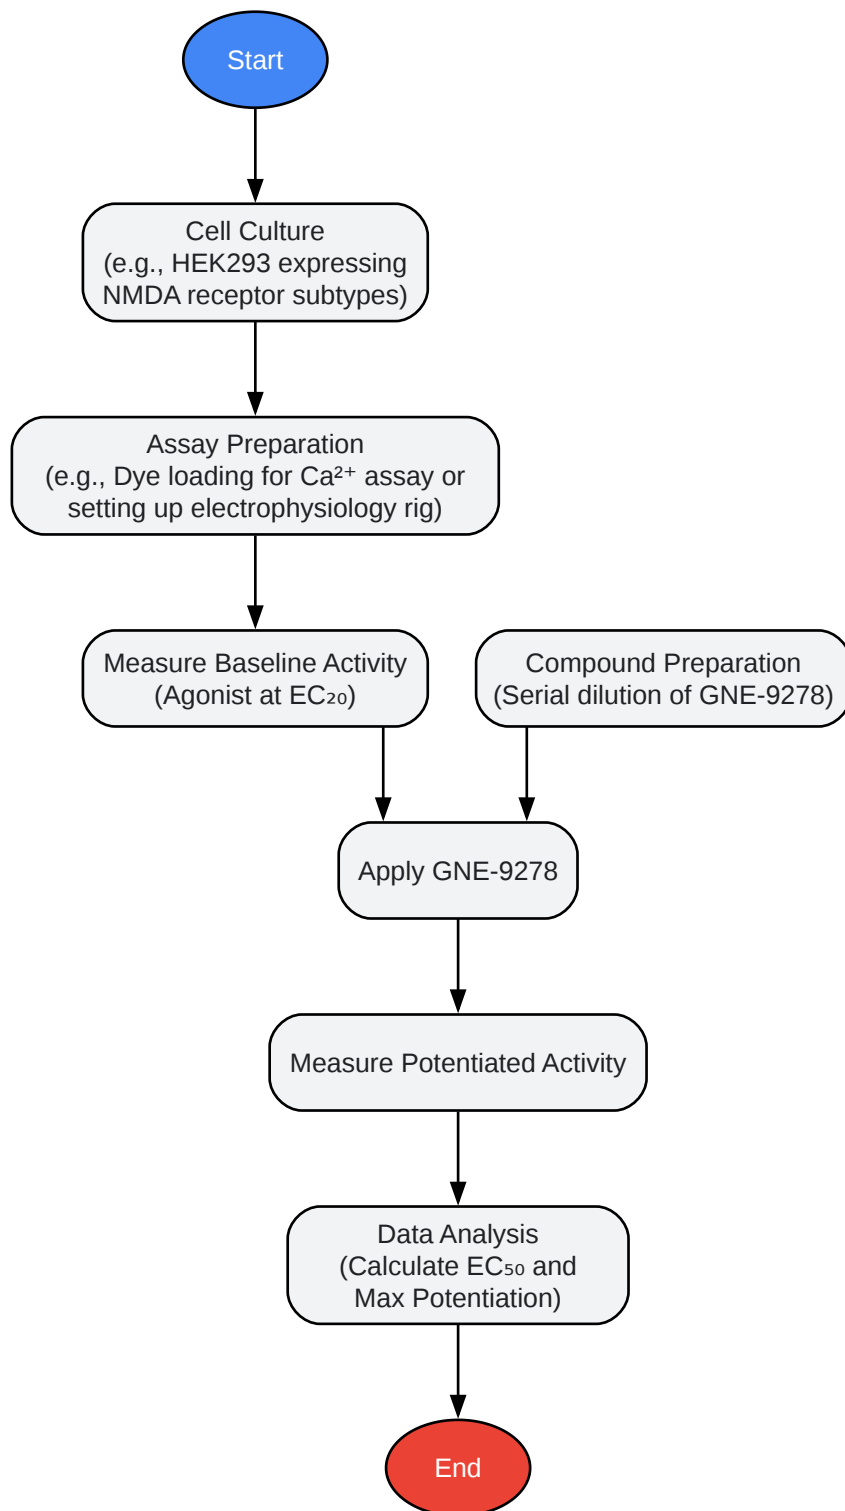 Start
Cell Culture
(e.g., HEK293 expressing
NMDA receptor subtypes)
Assay Preparation
(e.g., Dye loading for Ca²⁺ assay or
setting up electrophysiology rig)
Measure Baseline Activity
(Agonist at EC₂₀)
Compound Preparation
(Serial dilution of GNE-9278)
Apply GNE-9278
Measure Potentiated Activity
Data Analysis
(Calculate EC₅₀ and
Max Potentiation)
End